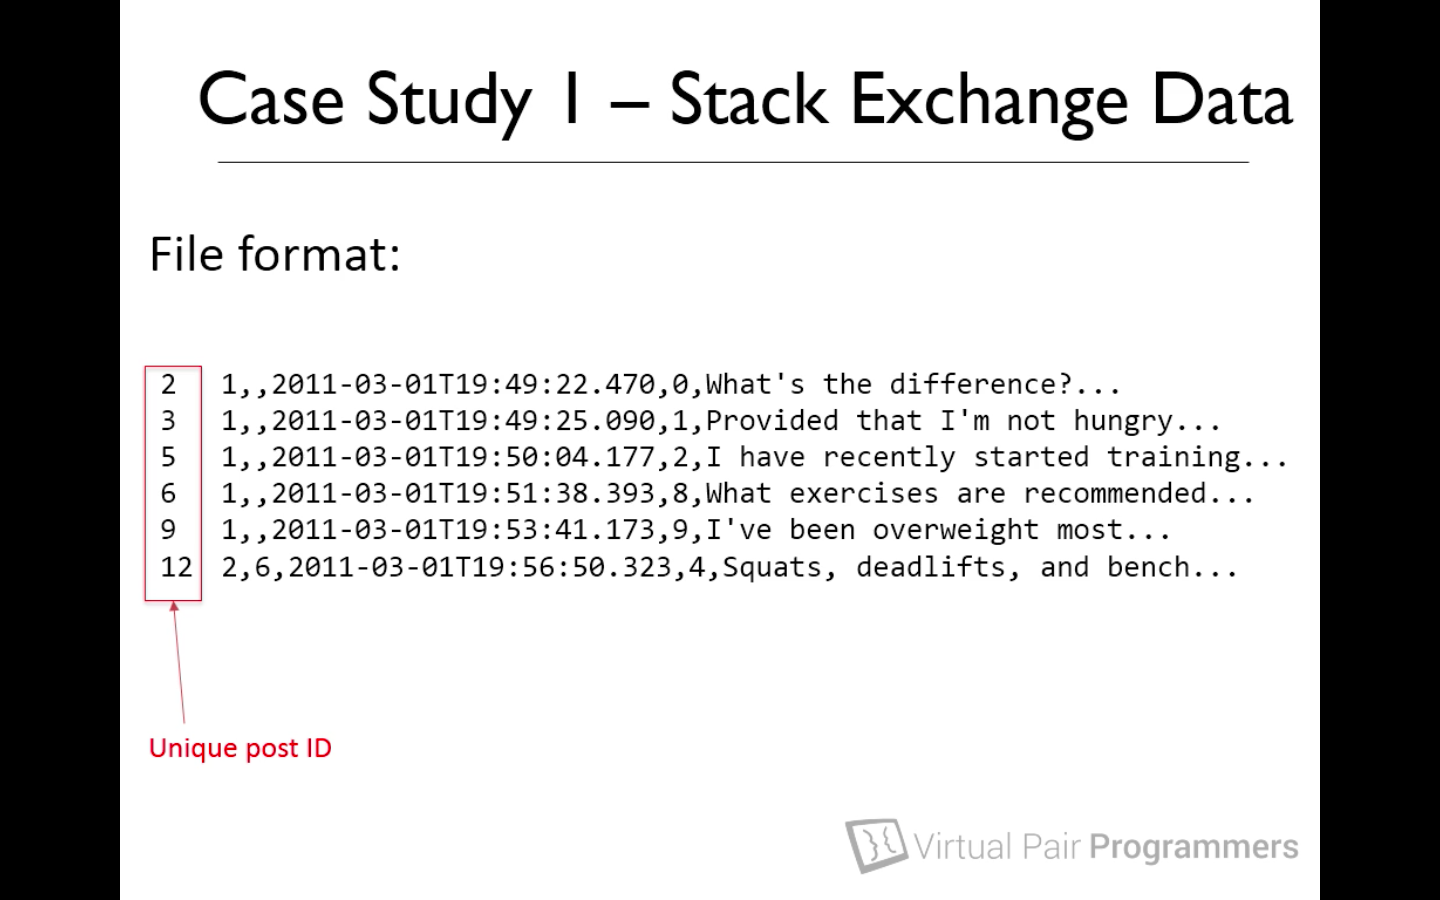 Case Study 1 – Stack Exchange Data
File format:
2 1,,2011-03-01T19:49:22.470,0,What's the difference?...
3 1,,2011-03-01T19:49:25.090,1,Provided that I'm not hungry...
5 1,,2011-03-01T19:50:04.177,2,I have recently started training...
6 1,,2011-03-01T19:51:38.393,8,What exercises are recommended...
9 1,,2011-03-01T19:53:41.173,9,I've been overweight most...
12 2,6,2011-03-01T19:56:50.323,4,Squats, deadlifts, and bench...
Unique post ID
Virtual Pair Programmers